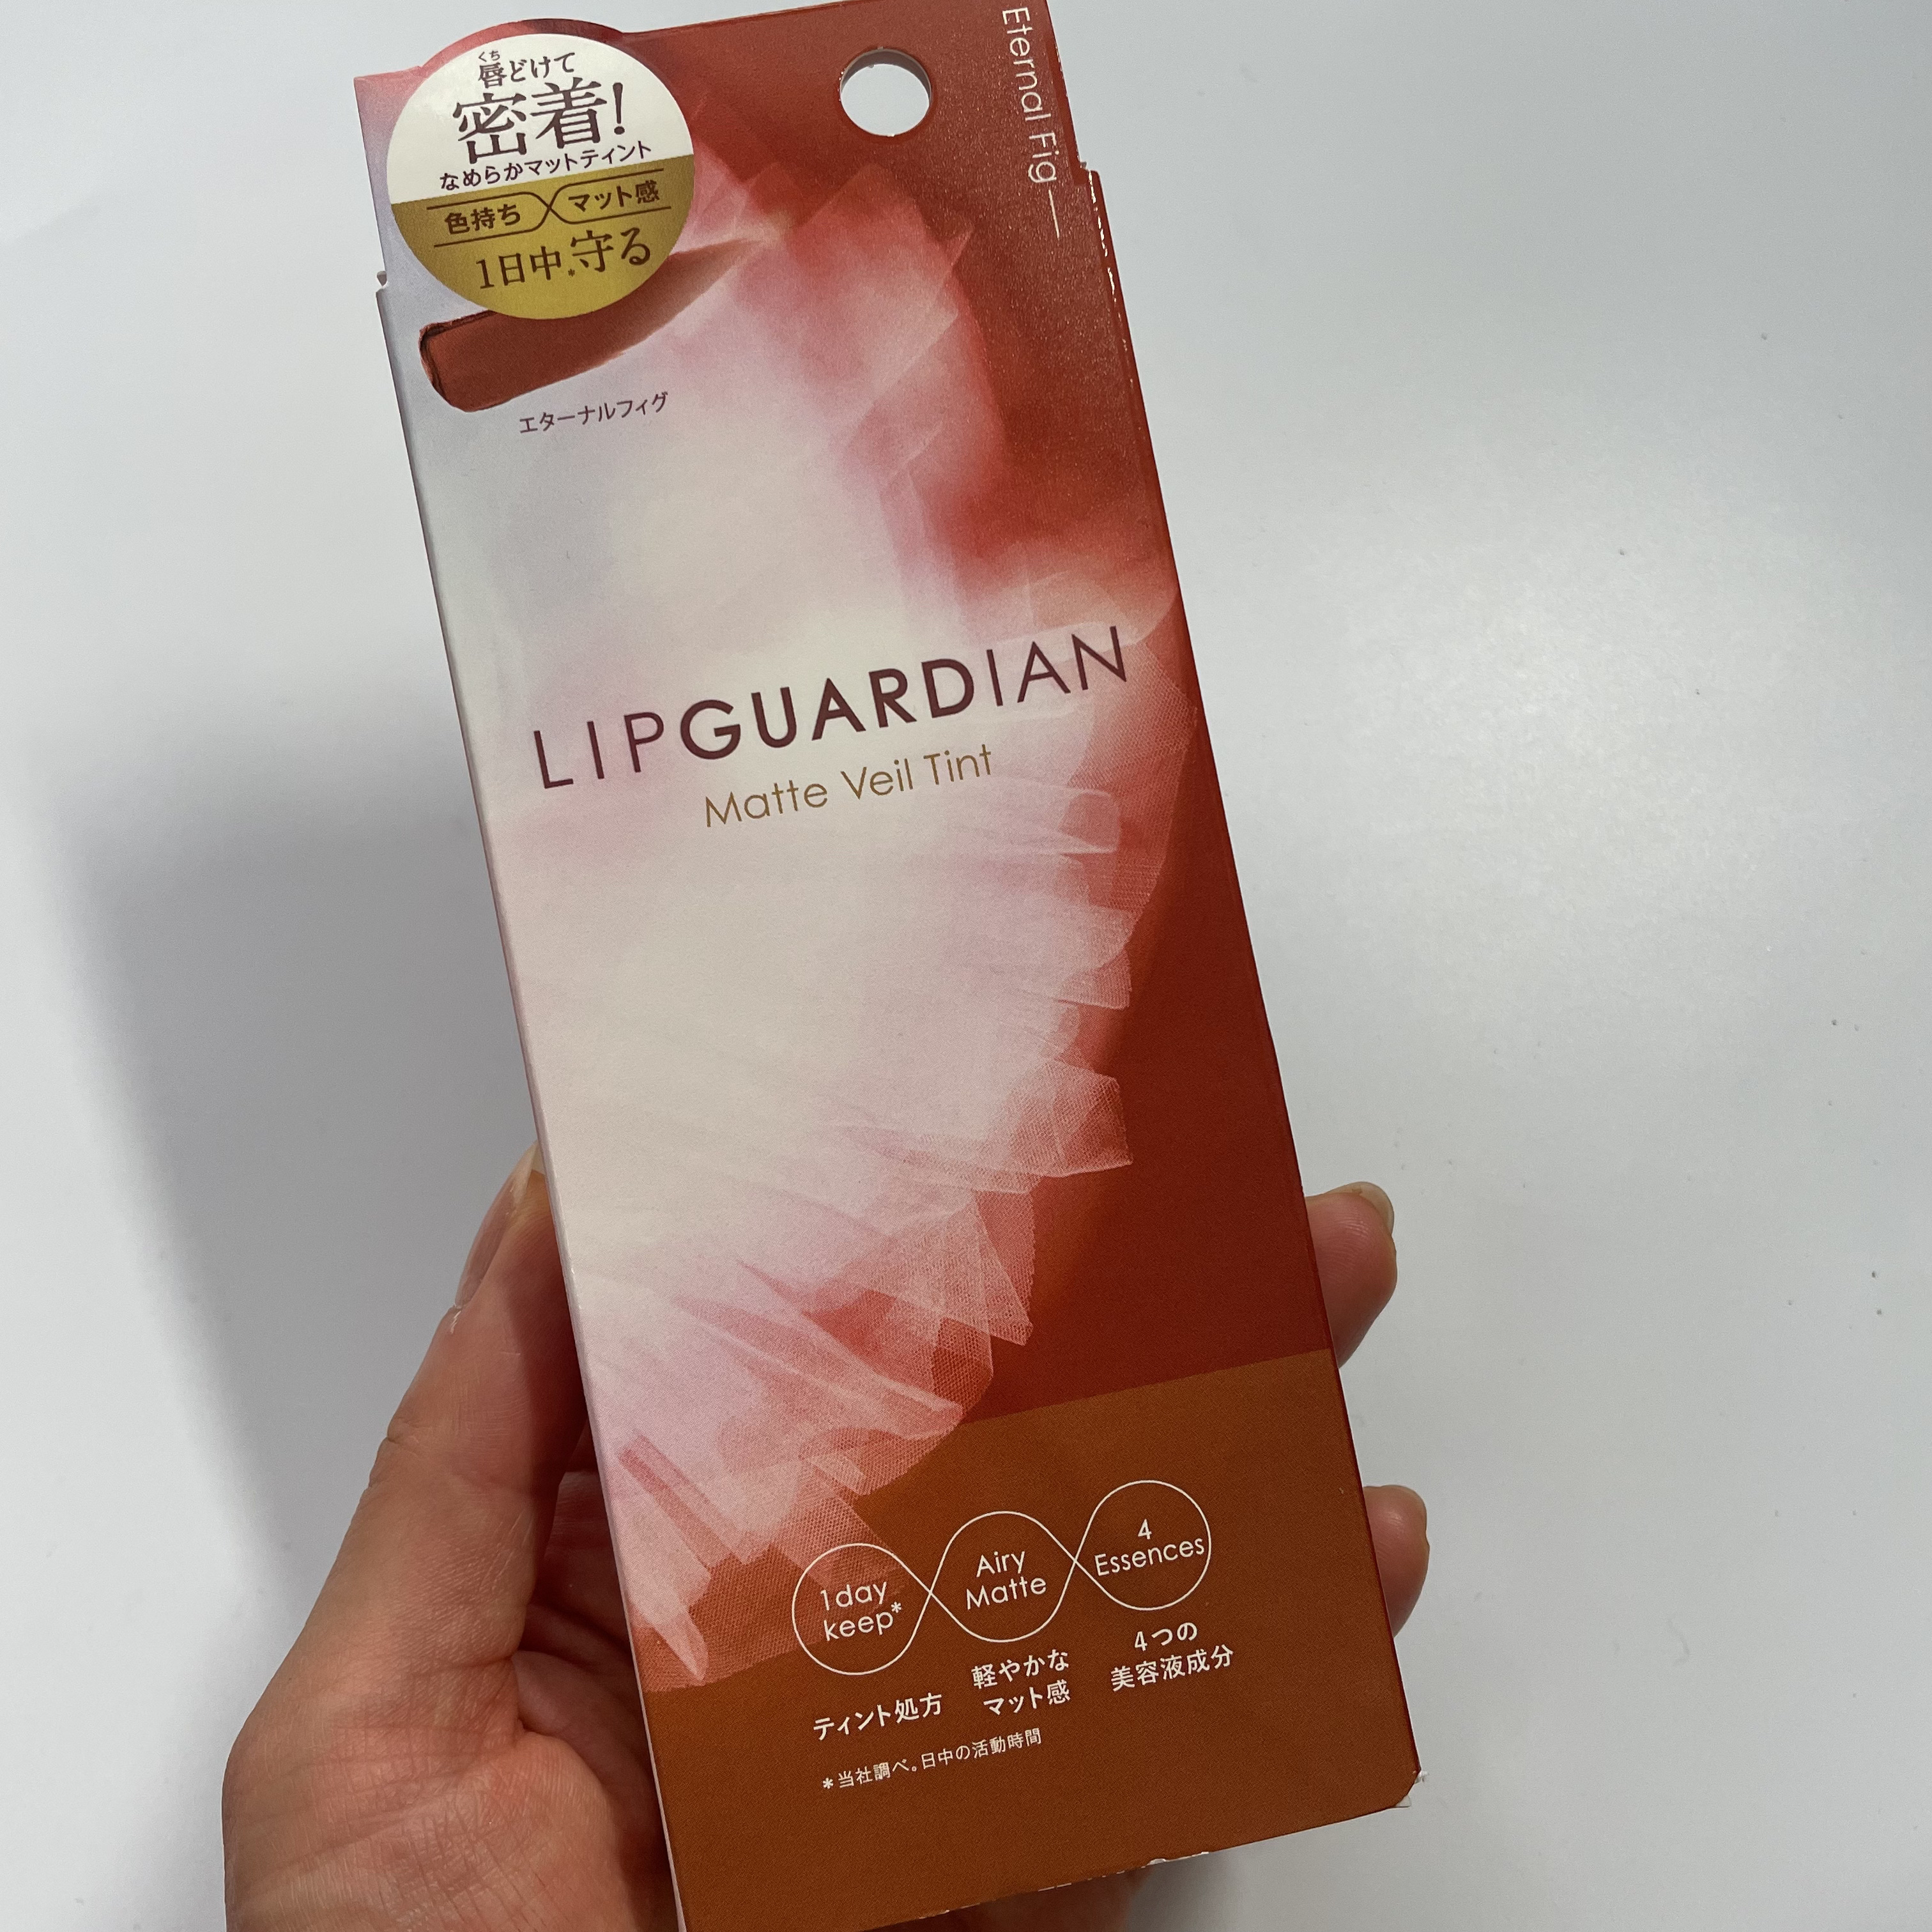 くち
唇どけて
密着!
なめらかマットティント
色持ち マット感
1日中*守る
Eternal Fig
エターナルフィグ
LIPGUARDIAN
Matte Veil Tint
1day keep*
ティント処方
Airy Matte
軽やかな
マット感
4 Essences
4つの
美容液成分
*当社調べ。日中の活動時間